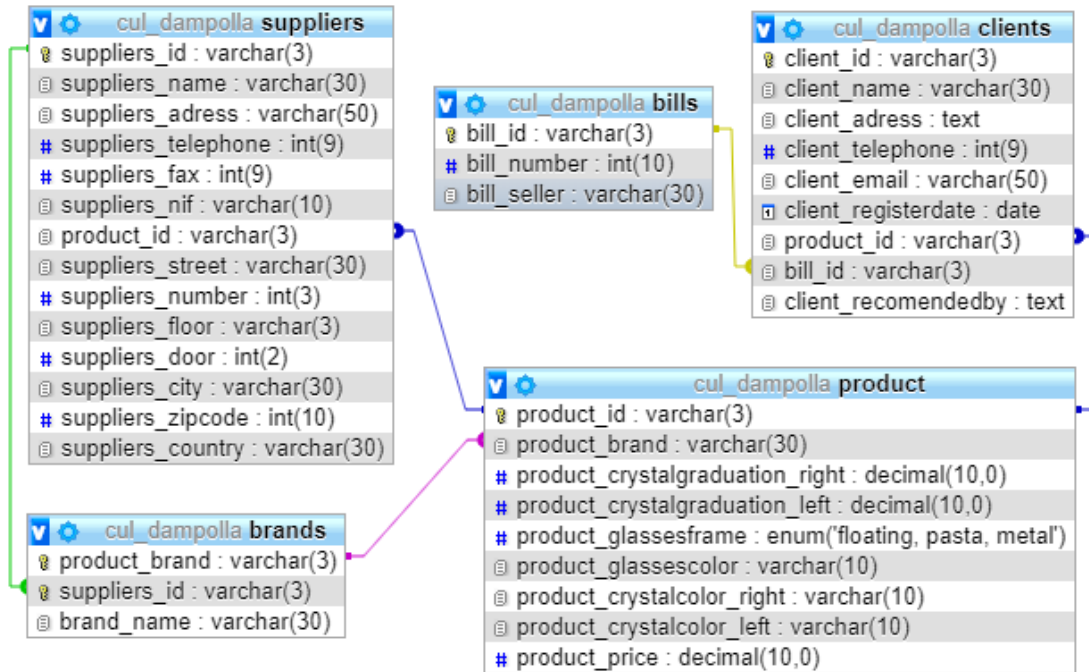 cul_dampolla suppliers
suppliers_id : varchar(3)
suppliers_name : varchar(30)
suppliers_adress : varchar(50)
suppliers_telephone : int(9)
suppliers_fax : int(9)
suppliers_nif : varchar(10)
product_id : varchar(3)
suppliers_street : varchar(30)
suppliers_number : int(3)
suppliers_floor : varchar(3)
suppliers_door : int(2)
suppliers_city : varchar(30)
suppliers_zipcode : int(10)
suppliers_country : varchar(30)
cul_dampolla bills
bill_id : varchar(3)
bill_number : int(10)
bill_seller : varchar(30)
cul_dampolla clients
client_id : varchar(3)
client_name : varchar(30)
client_adress : text
client_telephone : int(9)
client_email : varchar(50)
client_registerdate : date
product_id : varchar(3)
bill_id : varchar(3)
client_recomendedby : text
cul_dampolla brands
product_brand : varchar(3)
suppliers_id : varchar(3)
brand_name : varchar(30)
cul_dampolla product
product_id : varchar(3)
product_brand : varchar(30)
product_crystalgraduation_right : decimal(10,0)
product_crystalgraduation_left : decimal(10,0)
product_glassesframe : enum('floating, pasta, metal')
product_glassescolor : varchar(10)
product_crystalcolor_right : varchar(10)
product_crystalcolor_left : varchar(10)
product_price : decimal(10,0)